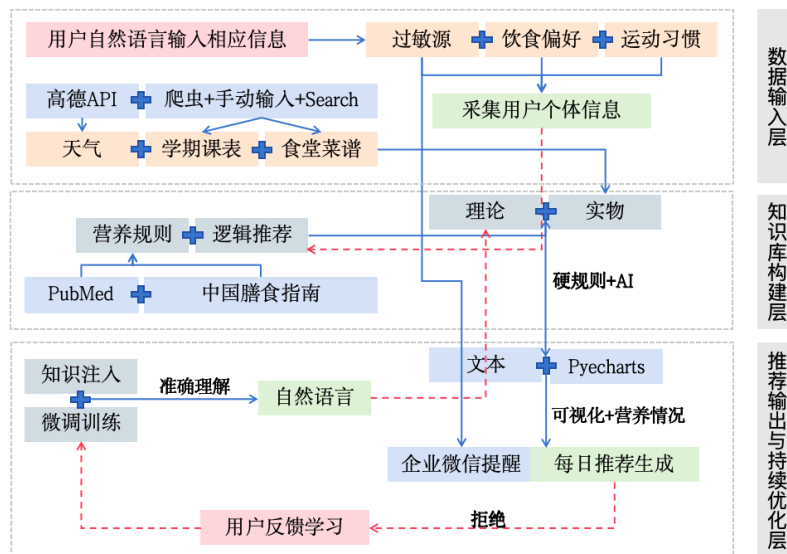 用户自然语言输入相应信息
过敏源
饮食偏好
运动习惯
高德API
爬虫+手动输入+Search
采集用户个体信息
天气
学期课表
食堂菜谱
数据输入层
理论
实物
营养规则
逻辑推荐
硬规则+AI
PubMed
中国膳食指南
知识库构建层
知识注入
微调训练
准确理解
自然语言
文本
Pyecharts
可视化+营养情况
企业微信提醒
每日推荐生成
用户反馈学习
拒绝
推荐输出与持续优化层